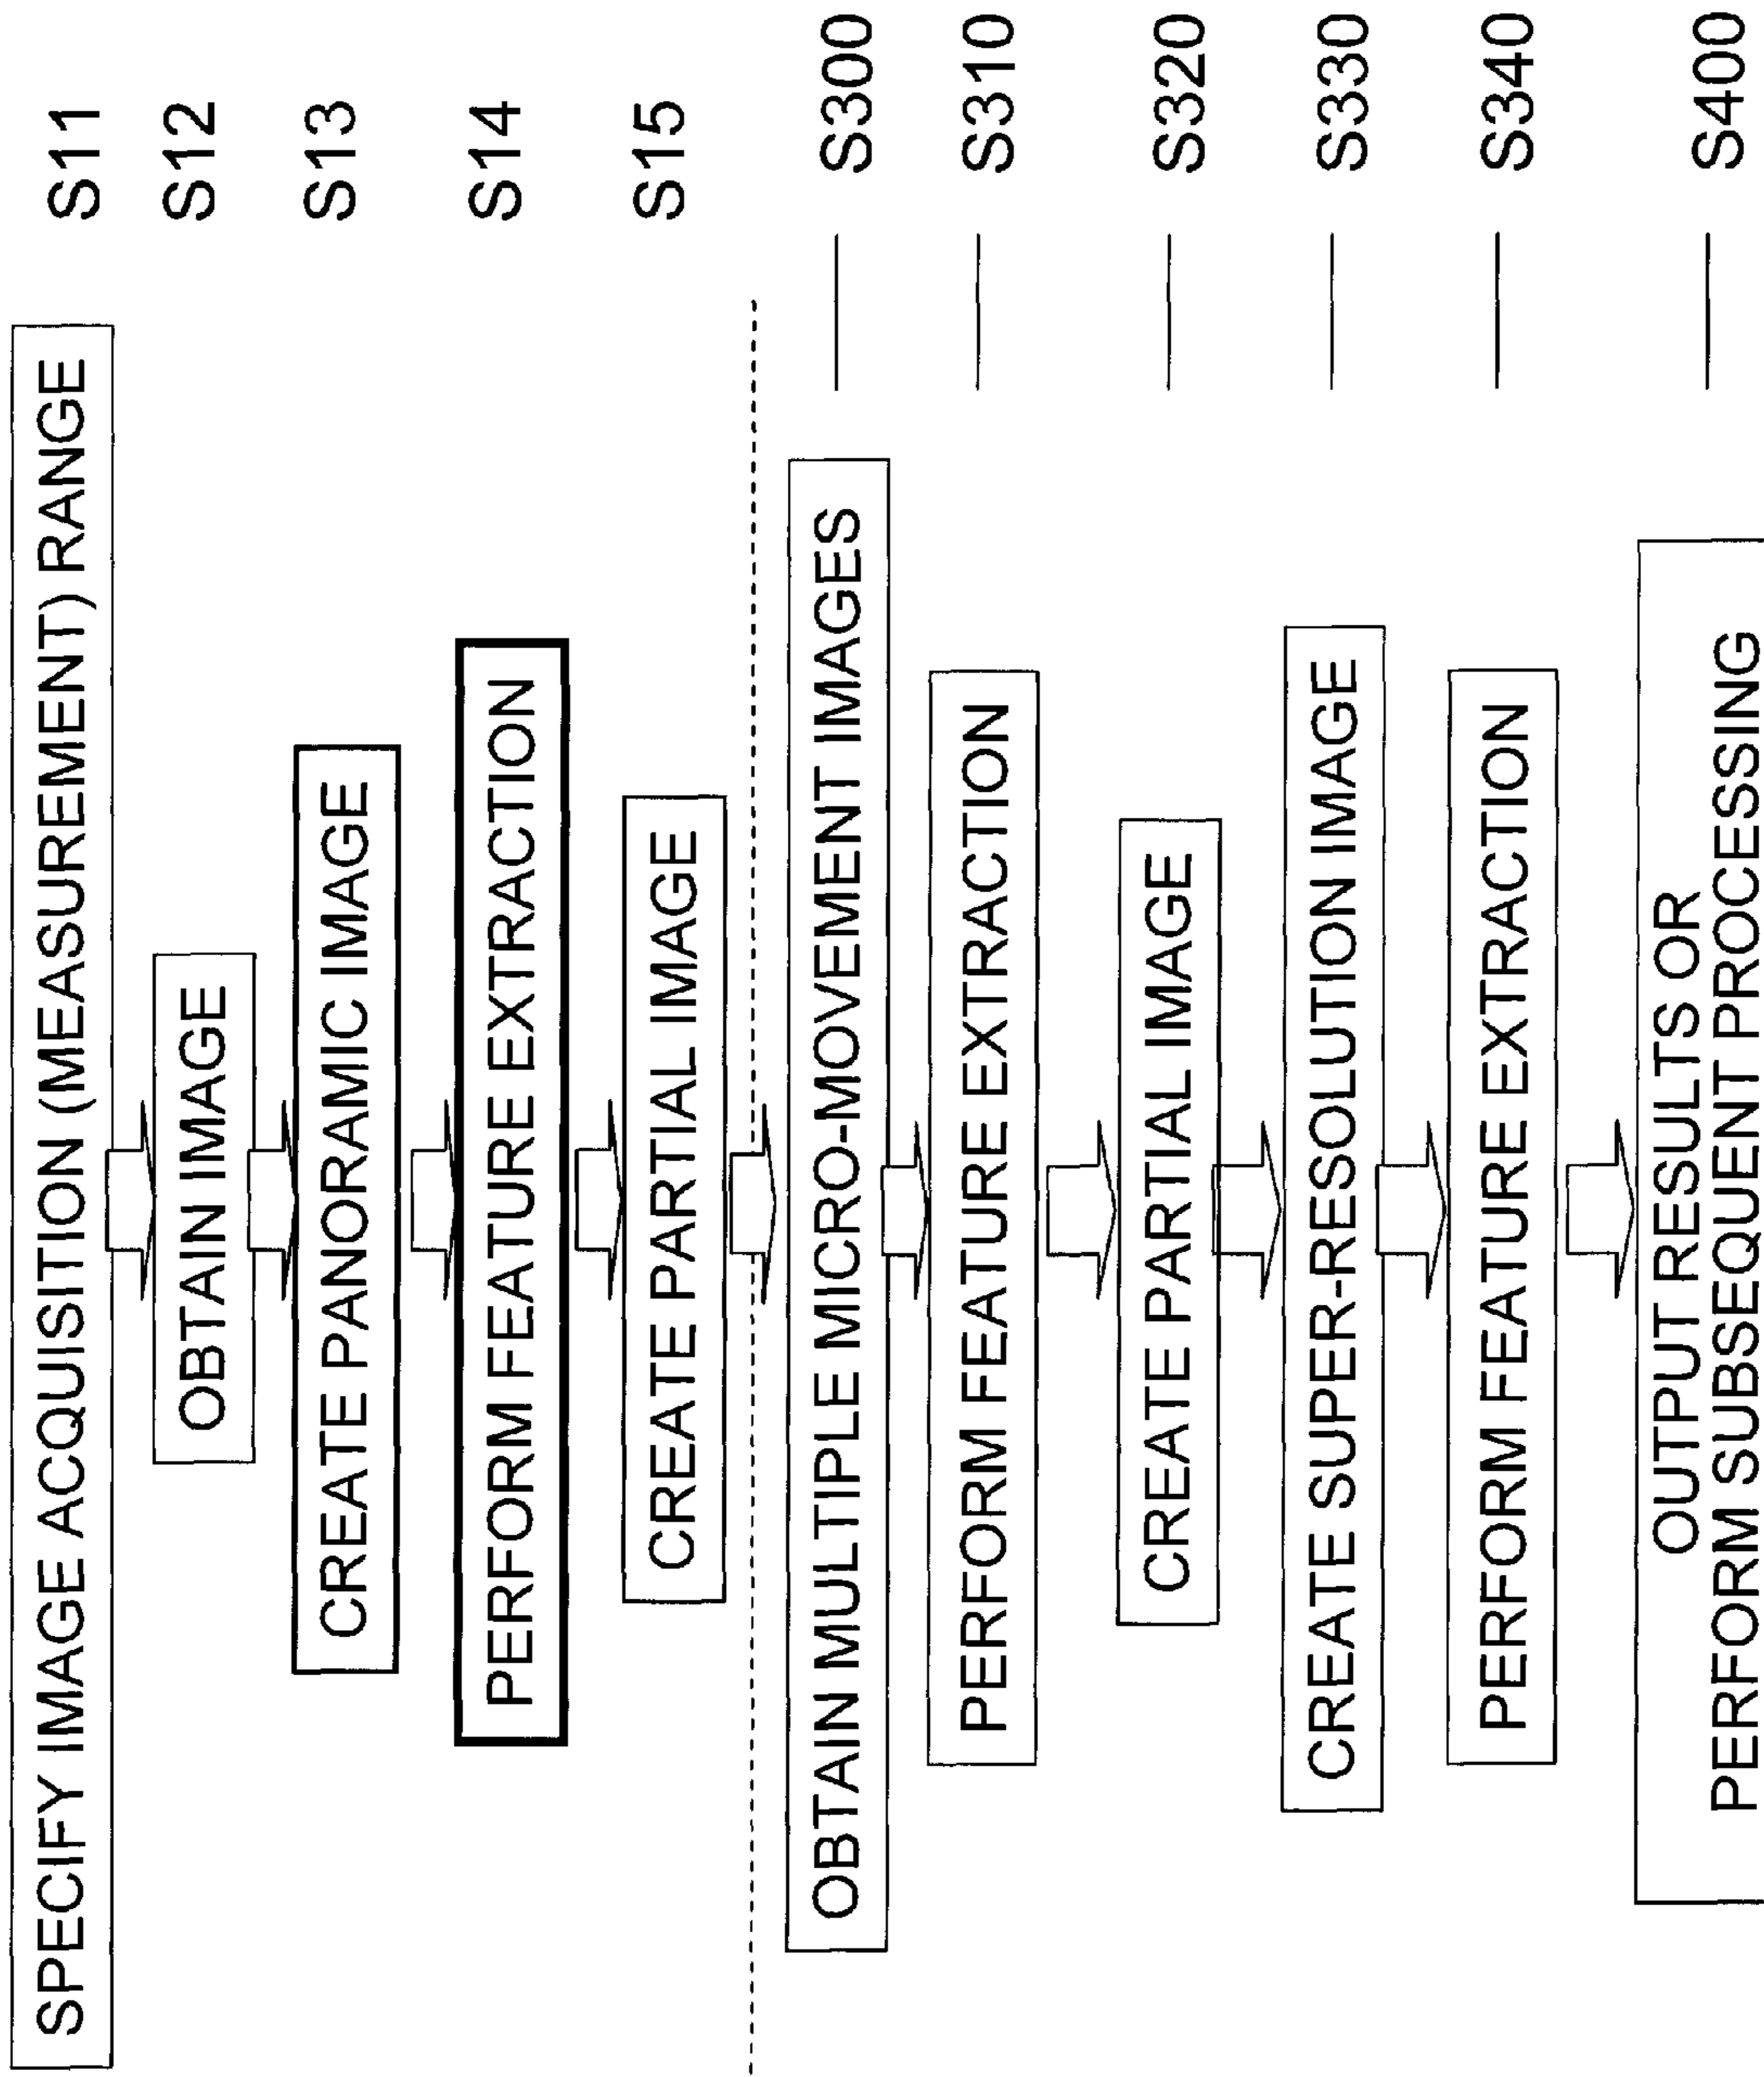 SPECIFY IMAGE ACQUISITION (MEASUREMENT) RANGE
S11
OBTAIN IMAGE
S12
CREATE PANORAMIC IMAGE
S13
PERFORM FEATURE EXTRACTION
S14
CREATE PARTIAL IMAGE
S15
OBTAIN MULTIPLE MICRO-MOVEMENT IMAGES
S300
PERFORM FEATURE EXTRACTION
S310
CREATE PARTIAL IMAGE
S320
CREATE SUPER-RESOLUTION IMAGE
S330
PERFORM FEATURE EXTRACTION
S340
OUTPUT RESULTS OR
PERFORM SUBSEQUENT PROCESSING
S400